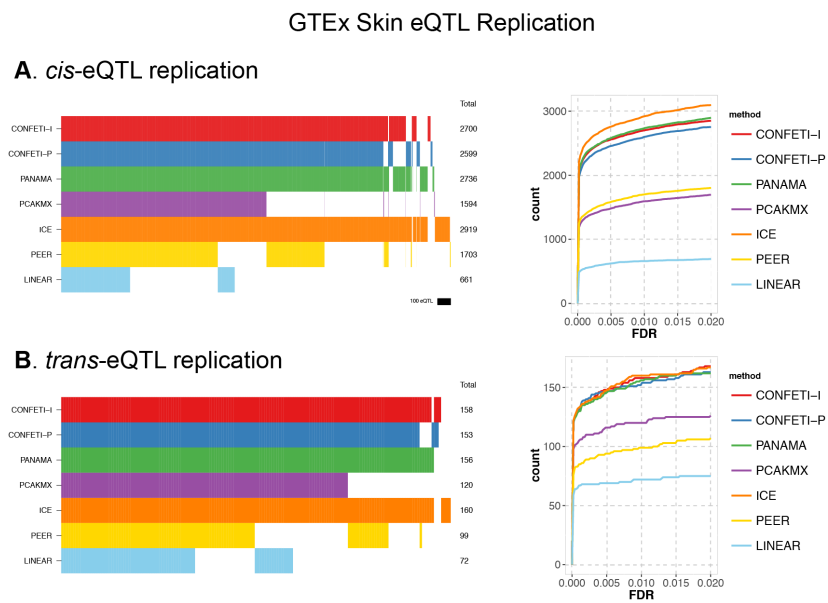 GTEx Skin eQTL Replication
A. cis-eQTL replication
Total
CONFETI-I 2700
CONFETI-P 2599
PANAMA 2736
PCAKMX 1594
ICE 2919
PEER 1703
LINEAR 661
100 eQTL
3000
2000
1000
0
count
0.000 0.005 0.010 0.015 0.020
FDR
method
CONFETI-I
CONFETI-P
PANAMA
PCAKMX
ICE
PEER
LINEAR
B. trans-eQTL replication
Total
CONFETI-I 158
CONFETI-P 153
PANAMA 156
PCAKMX 120
ICE 160
PEER 99
LINEAR 72
150
100
50
0
count
0.000 0.005 0.010 0.015 0.020
FDR
method
CONFETI-I
CONFETI-P
PANAMA
PCAKMX
ICE
PEER
LINEAR